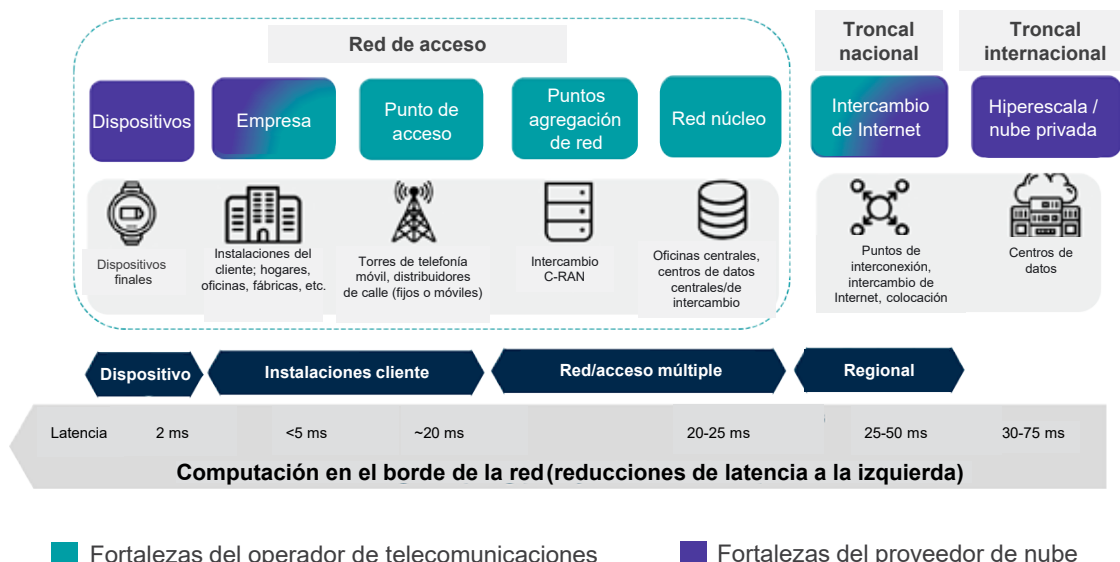 Red de acceso
Troncal
nacional
Troncal
internacional
Dispositivos
Empresa
Punto de
acceso
Puntos
agregación
de red
Red núcleo
Intercambio
de Internet
Hiperescala /
nube privada
Dispositivos
finales
Instalaciones del
cliente; hogares,
oficinas, fábricas, etc.
Torres de telefonía
móvil, distribuidores
de calle (fijos o móviles)
Intercambio
C-RAN
Oficinas centrales,
centros de datos
centrales/de
intercambio
Puntos de
interconexión,
intercambio de
Internet, colocación
Centros de
datos
Dispositivo
Instalaciones cliente
Red/acceso múltiple
Regional
Latencia
2 ms
<5 ms
~20 ms
20-25 ms
25-50 ms
30-75 ms
Computación en el borde de la red (reducciones de latencia a la izquierda)
Fortalezas del operador de telecomunicaciones
Fortalezas del proveedor de nube